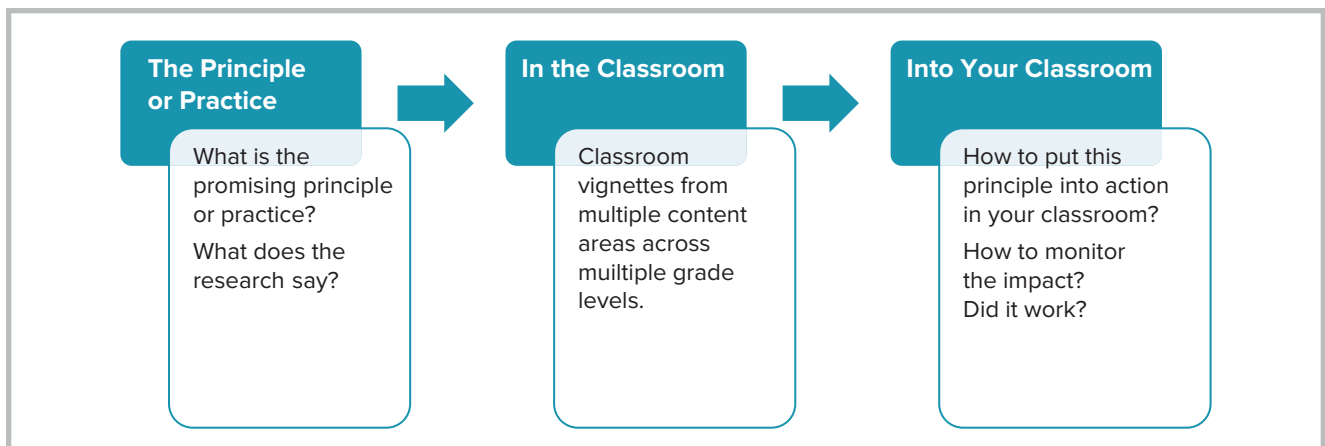 The Principle
or Practice
What is the
promising principle
or practice?
What does the
research say?
In the Classroom
Classroom
vignettes from
multiple content
areas across
muiltiple grade
levels.
Into Your Classroom
How to put this
principle into action
in your classroom?
How to monitor
the impact?
Did it work?